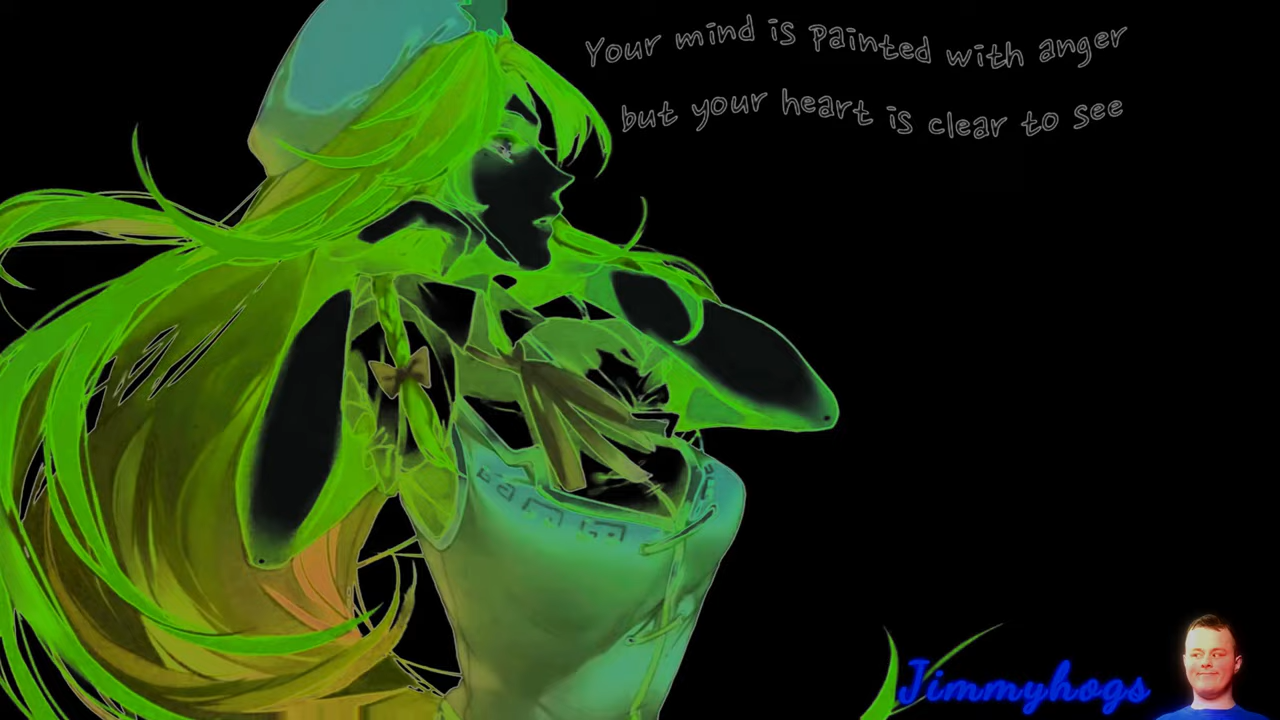 Your mind is painted with anger
but your heart is clear to see
Jimmyhogs